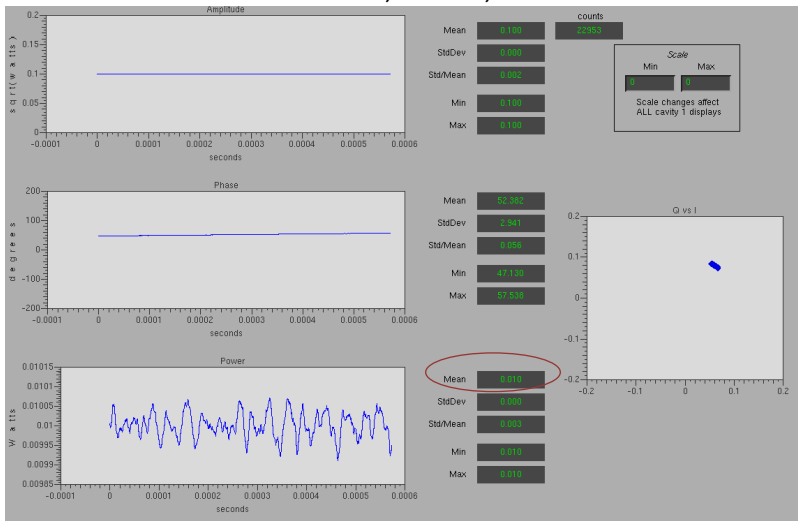 Amplitude
sqrt(watts)
0.2
0.15
0.1
0.05
0
-0.0001 0 0.0001 0.0002 0.0003 0.0004 0.0005 0.0006
seconds
Mean 0.100
StdDev 0.000
Std/Mean 0.002
Min 0.100
Max 0.100
counts
22953
Scale
Min Max
0 0
Scale changes affect
ALL cavity 1 displays
Phase
degrees
200
100
0
-100
-200
-0.0001 0 0.0001 0.0002 0.0003 0.0004 0.0005 0.0006
seconds
Mean 52.382
StdDev 2.941
Std/Mean 0.056
Min 47.130
Max 57.538
Q vs I
0.2
0.1
0
-0.1
-0.2
-0.2 -0.1 0 0.1 0.2
Power
Watts
0.01015
0.0101
0.01005
0.01
0.00995
0.0099
0.00985
-0.0001 0 0.0001 0.0002 0.0003 0.0004 0.0005 0.0006
seconds
Mean 0.010
StdDev 0.000
Std/Mean 0.003
Min 0.010
Max 0.010